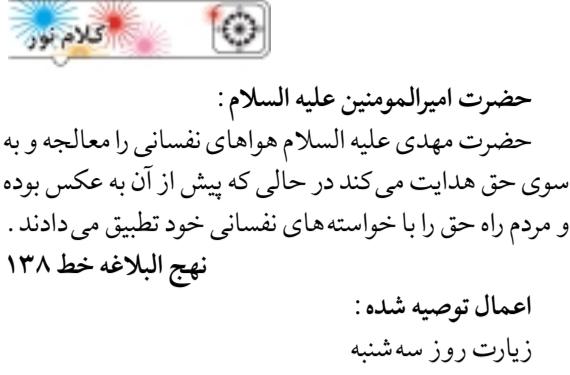 کلام نور
حضرت امیرالمومنین علیه السلام :
حضرت مهدی علیه السلام هواهای نفسانی را معالجه و به
سوی حق هدایت می‌کند در حالی که پیش از آن به عکس بوده
و مردم راه حق را با خواسته‌های نفسانی خود تطبیق می‌دادند .
نهج البلاغه خط ۱۳۸
اعمال توصیه شده :
زیارت روز سه‌شنبه